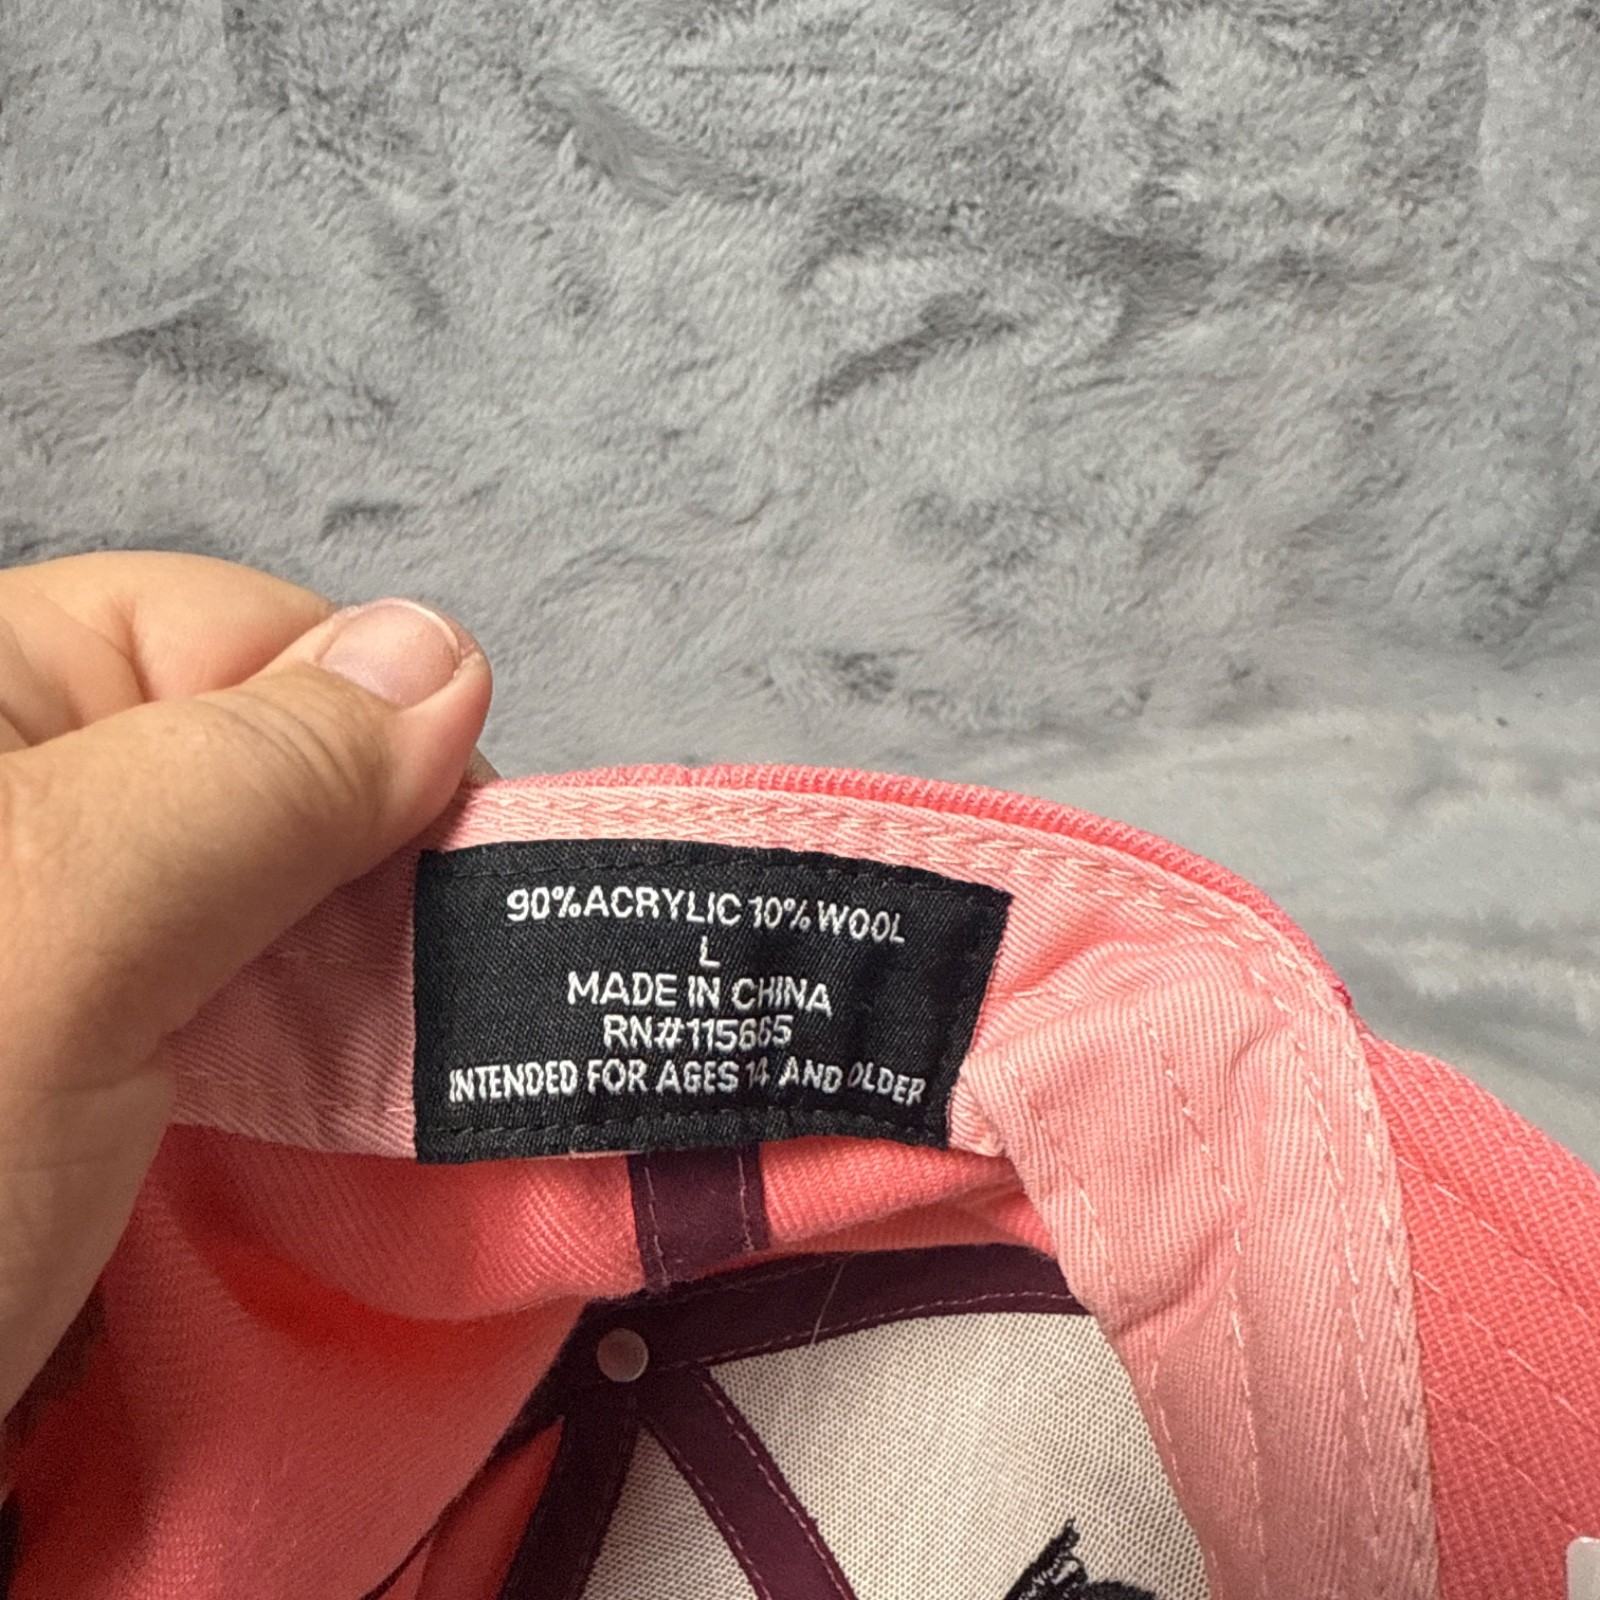 90% ACRYLIC 10% WOOL
L
MADE IN CHINA
RN#115665
INTENDED FOR AGES 14 AND OLDER